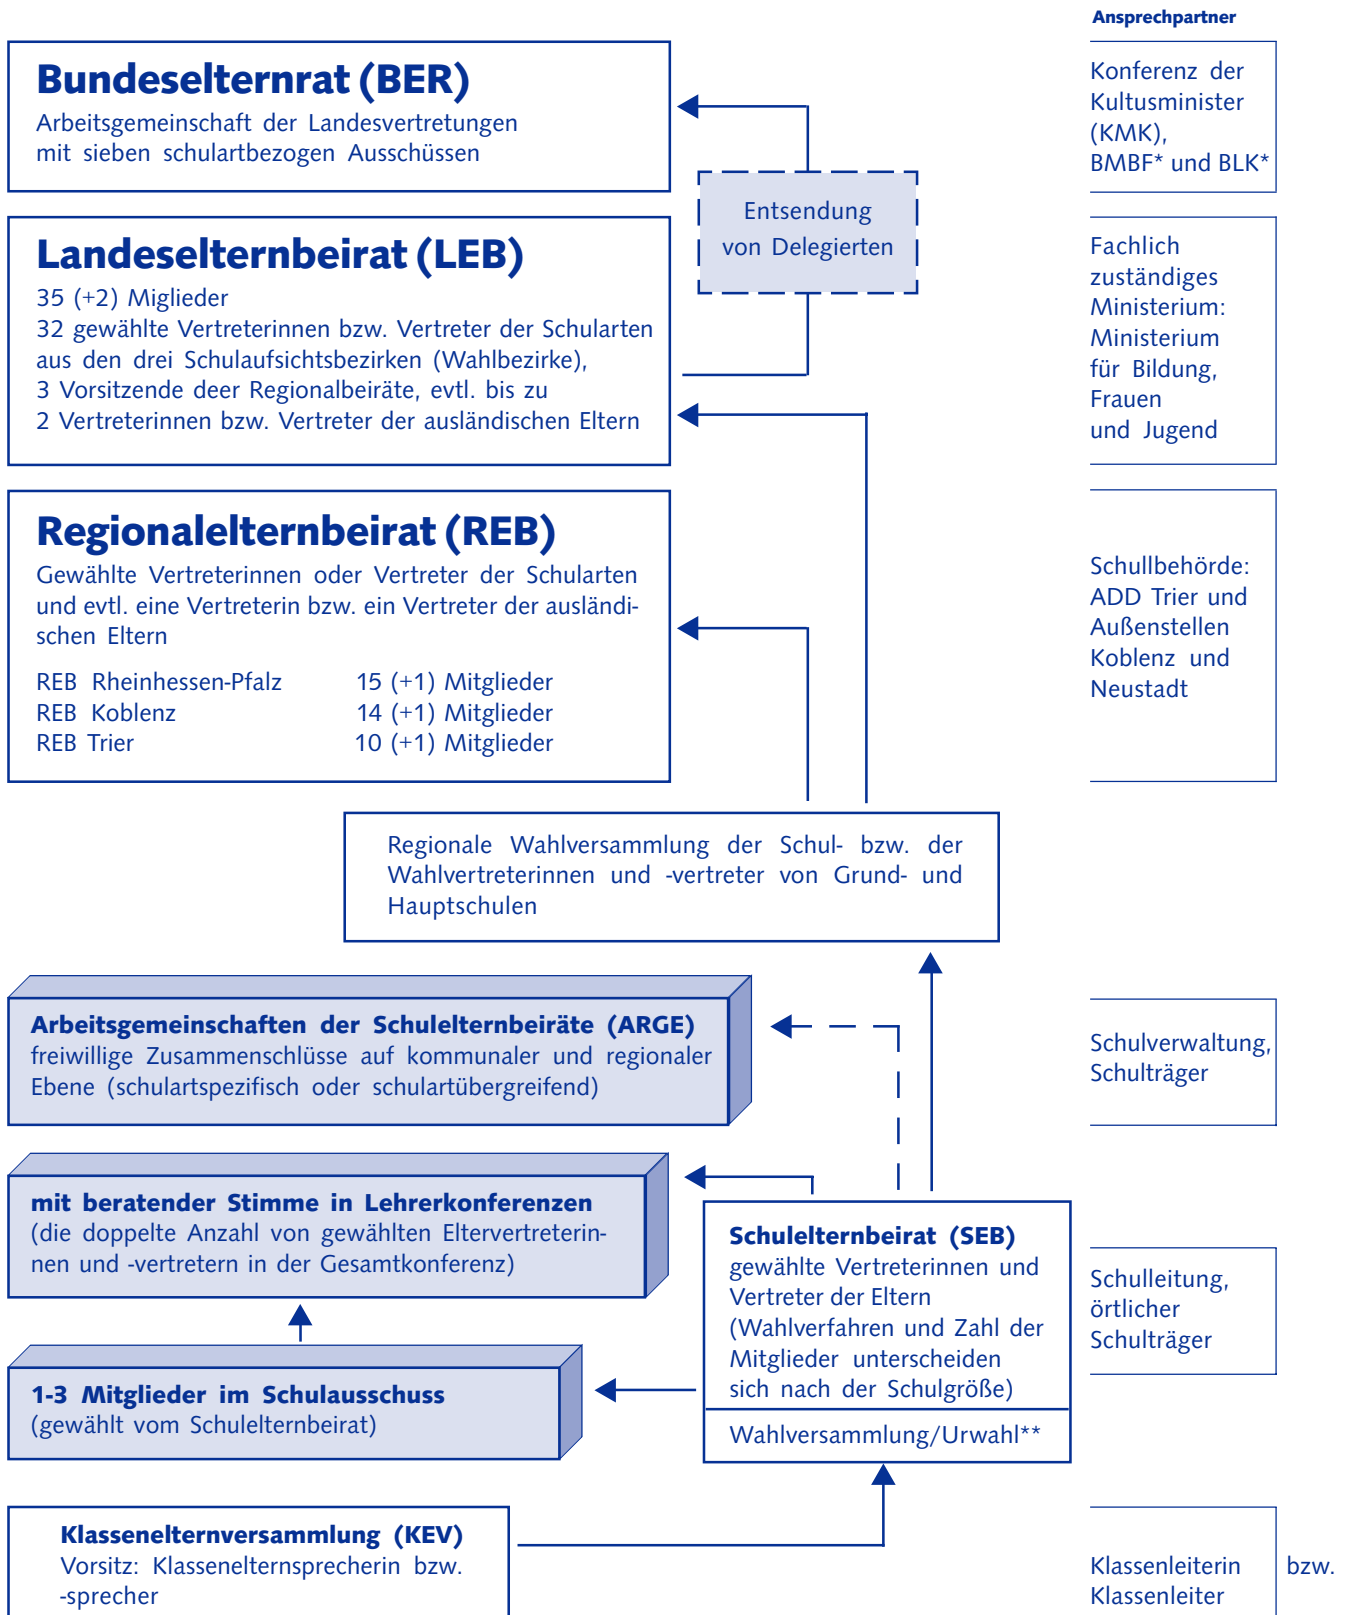 Ansprechpartner
Bundeselternrat (BER)
Arbeitsgemeinschaft der Landesvertretungen
mit sieben schulartbezogen Ausschüssen
Konferenz der
Kultusminister
(KMK),
BMBF* und BLK*
Entsendung
von Delegierten
Landeselternbeirat (LEB)
35 (+2) Miglieder
32 gewählte Vertreterinnen bzw. Vertreter der Schularten
aus den drei Schulaufsichtsbezirken (Wahlbezirke),
3 Vorsitzende deer Regionalbeiräte, evtl. bis zu
2 Vertreterinnen bzw. Vertreter der ausländischen Eltern
Fachlich
zuständiges
Ministerium:
Ministerium
für Bildung,
Frauen
und Jugend
Regionalelternbeirat (REB)
Gewählte Vertreterinnen oder Vertreter der Schularten
und evtl. eine Vertreterin bzw. ein Vertreter der ausländi-
schen Eltern
REB Rheinhessen-Pfalz 15 (+1) Mitglieder
REB Koblenz 14 (+1) Mitglieder
REB Trier 10 (+1) Mitglieder
Schullbehörde:
ADD Trier und
Außenstellen
Koblenz und
Neustadt
Regionale Wahlversammlung der Schul- bzw. der
Wahlvertreterinnen und -vertreter von Grund- und
Hauptschulen
Arbeitsgemeinschaften der Schulelternbeiräte (ARGE)
freiwillige Zusammenschlüsse auf kommunaler und regionaler
Ebene (schulartspezifisch oder schulartübergreifend)
Schulverwaltung,
Schulträger
mit beratender Stimme in Lehrerkonferenzen
(die doppelte Anzahl von gewählten Eltervertreterin-
nen und -vertretern in der Gesamtkonferenz)
Schulelternbeirat (SEB)
gewählte Vertreterinnen und
Vertreter der Eltern
(Wahlverfahren und Zahl der
Mitglieder unterscheiden
sich nach der Schulgröße)
Wahlversammlung/Urwahl**
Schulleitung,
örtlicher
Schulträger
1-3 Mitglieder im Schulausschuss
(gewählt vom Schulelternbeirat)
Klassenelternversammlung (KEV)
Vorsitz: Klassenelternsprecherin bzw.
-sprecher
Klassenleiterin bzw.
Klassenleiter